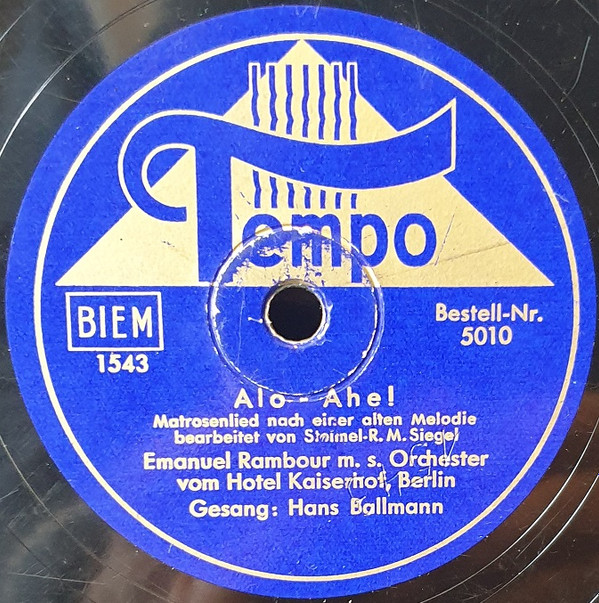 Tempo
BIEM
1543
Bestell-Nr.
5010
Alo-Ahe!
Matrosenlied nach einer alten Melodie
bearbeitet von Stoimel-R. M. Siegel
Emanuel Rambour m. s. Orchester
vom Hotel Kaiserhof, Berlin
Gesang: Hans Ballmann